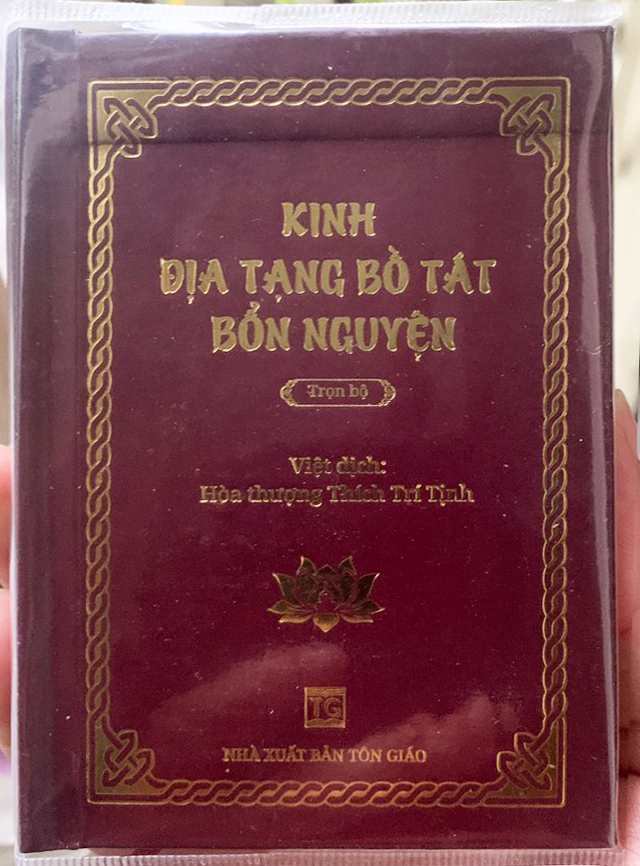 KINH
ĐỊA TẠNG BỒ TÁT
BỔN NGUYỆN
Trọn bộ
Việt dịch:
Hòa thượng Thích Trí Tịnh
TG
NHÀ XUẤT BẢN TÔN GIÁO